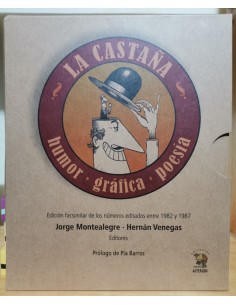 LA CASTAÑA
humor · gráfica · poesía
Edición facsimilar de los números editados entre 1982 y 1987
Jorge Montealegre · Hernán Venegas
Editores
Prólogo de Pía Barros
ASTERIÓN